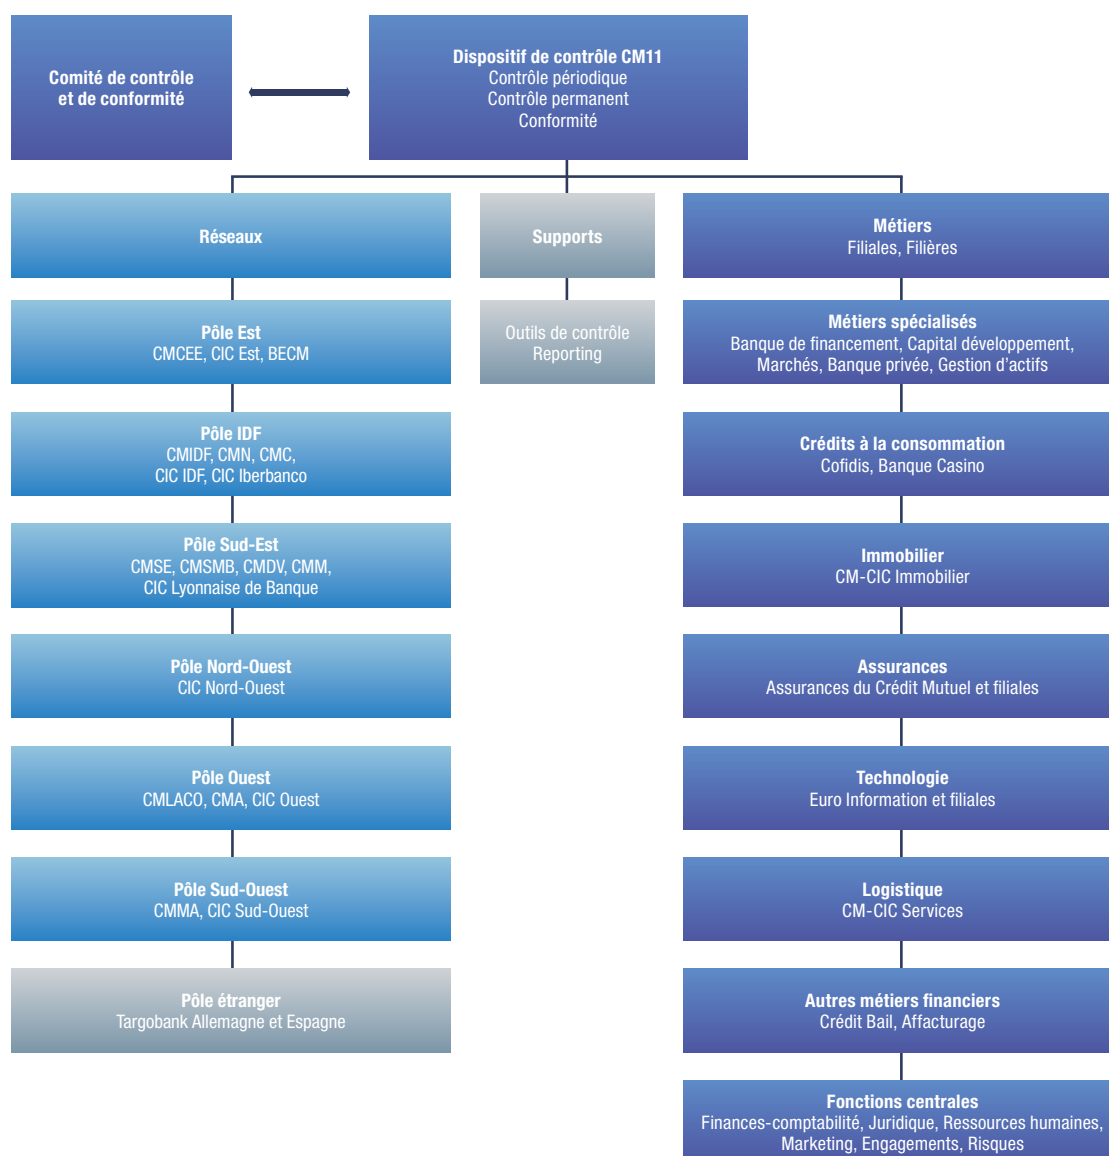 Comité de contrôle
et de conformité
Dispositif de contrôle CM11
Contrôle périodique
Contrôle permanent
Conformité
Réseaux
Pôle Est
CMCEE, CIC Est, BECM
Pôle IDF
CMIDF, CMN, CMC,
CIC IDF, CIC Iberbanco
Pôle Sud-Est
CMSE, CMSMB, CMDV, CMM,
CIC Lyonnaise de Banque
Pôle Nord-Ouest
CIC Nord-Ouest
Pôle Ouest
CMLACO, CMA, CIC Ouest
Pôle Sud-Ouest
CMMA, CIC Sud-Ouest
Pôle étranger
Targobank Allemagne et Espagne
Supports
Outils de contrôle
Reporting
Métiers
Filiales, Filières
Métiers spécialisés
Banque de financement, Capital développement,
Marchés, Banque privée, Gestion d'actifs
Crédits à la consommation
Cofidis, Banque Casino
Immobilier
CM-CIC Immobilier
Assurances
Assurances du Crédit Mutuel et filiales
Technologie
Euro Information et filiales
Logistique
CM-CIC Services
Autres métiers financiers
Crédit Bail, Affacturage
Fonctions centrales
Finances-comptabilité, Juridique, Ressources humaines,
Marketing, Engagements, Risques